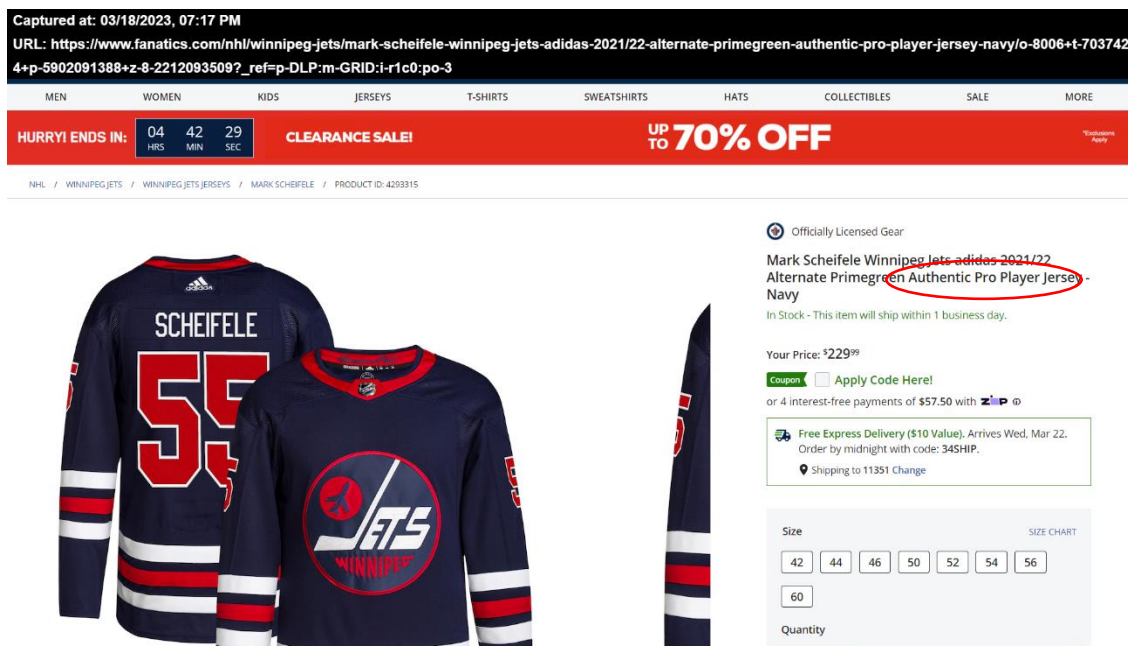 Captured at: 03/18/2023, 07:17 PM
URL: https://www.fanatics.com/nhl/winnipeg-jets/mark-scheifele-winnipeg-jets-adidas-2021/22-alternate-primegreen-authentic-pro-player-jersey-navy/o-8006+t-703742
4+p-5902091388+z-8-2212093509?_ref=p-DLP:m-GRID:i-r1c0:po-3
MEN WOMEN KIDS JERSEYS T-SHIRTS SWEATSHIRTS HATS COLLECTIBLES SALE MORE
HURRY! ENDS IN: 04 HRS 42 MIN 29 SEC CLEARANCE SALE! UP TO 70% OFF *Exclusions Apply
NHL / WINNIPEG JETS / WINNIPEG JETS JERSEYS / MARK SCHEIFELE / PRODUCT ID: 4293315
Officially Licensed Gear
Mark Scheifele Winnipeg Jets adidas 2021/22
Alternate Primegreen Authentic Pro Player Jersey -
Navy
In Stock - This item will ship within 1 business day.
Your Price: $22999
Coupon Apply Code Here!
or 4 interest-free payments of $57.50 with ZIP
Free Express Delivery ($10 Value). Arrives Wed, Mar 22.
Order by midnight with code: 34SHIP.
Shipping to 11351 Change
Size SIZE CHART
42 44 46 50 52 54 56
60
Quantity
adidas
SCHEIFELE
55
JETS
WINNIPEG